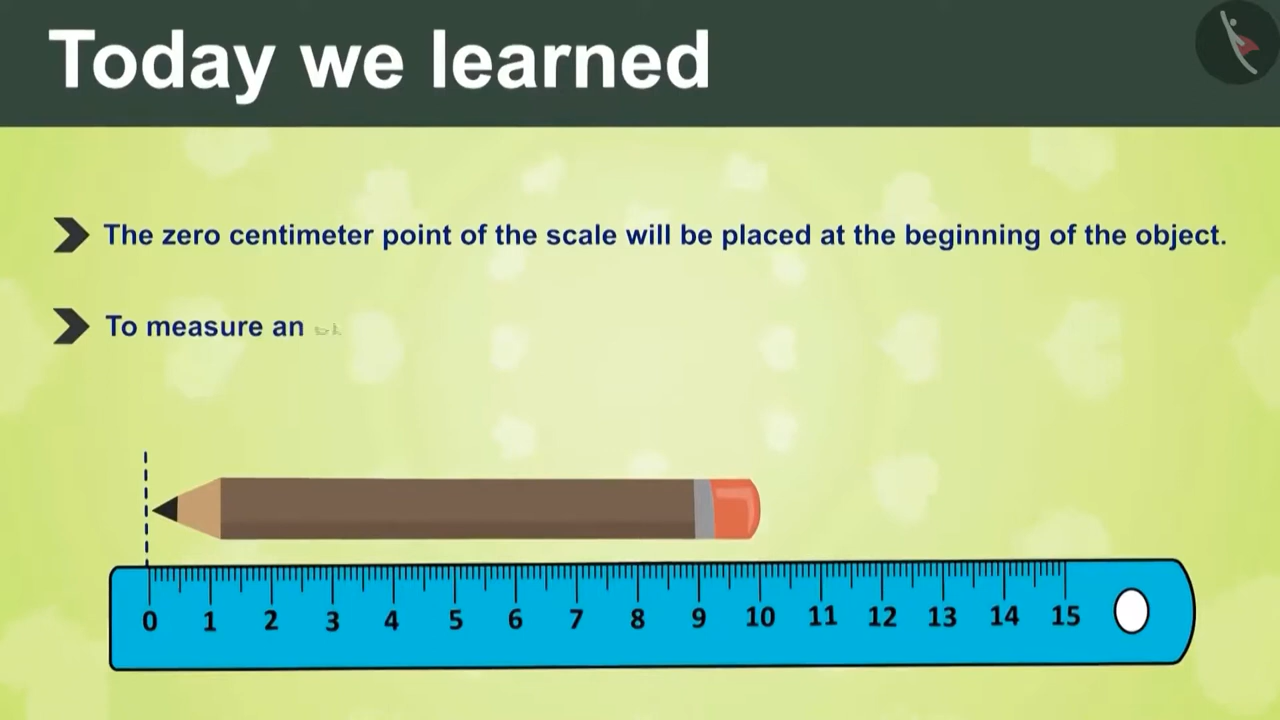 Today we learned
The zero centimeter point of the scale will be placed at the beginning of the object.
To measure an
0 1 2 3 4 5 6 7 8 9 10 11 12 13 14 15